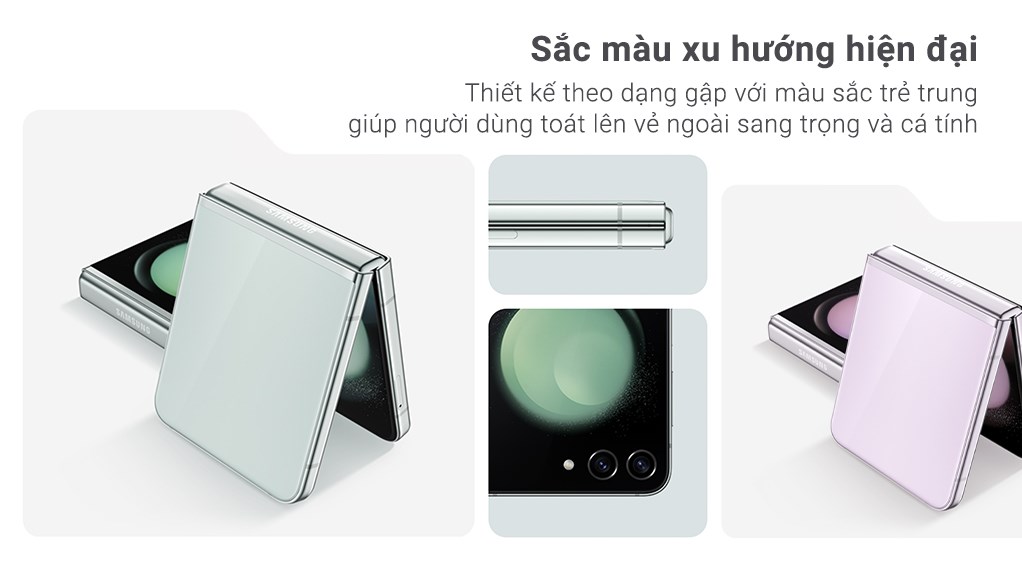 Sắc màu xu hướng hiện đại
Thiết kế theo dạng gập với màu sắc trẻ trung
giúp người dùng toát lên vẻ ngoài sang trọng và cá tính
SAMSUNG
SAMSUNG
SAMSUNG
SAMSUNG